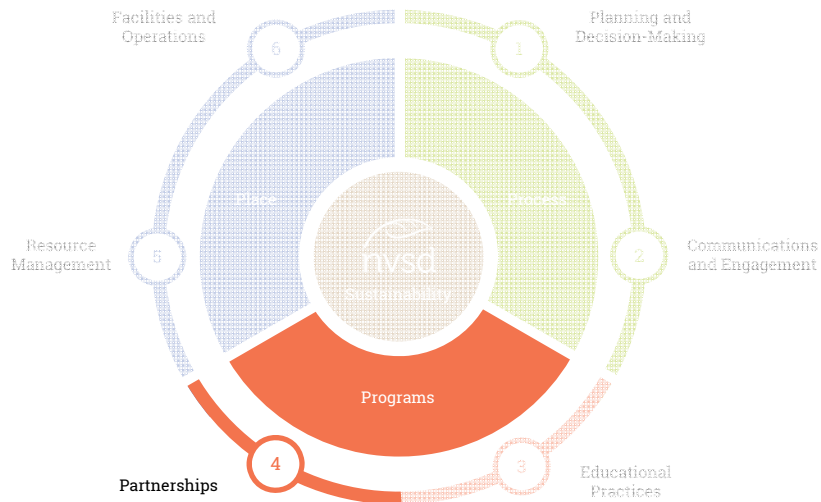 Facilities and
Operations
6
1
Planning and
Decision-Making
Place
Process
nvsd
Sustainability
Resource
Management
5
2
Communications
and Engagement
Programs
4
3
Partnerships
Educational
Practices